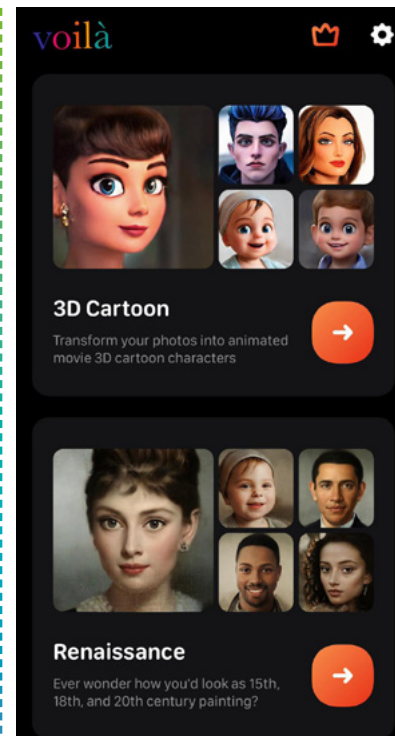 voilà
3D Cartoon
Transform your photos into animated
movie 3D cartoon characters
Renaissance
Ever wonder how you'd look as 15th,
18th, and 20th century painting?